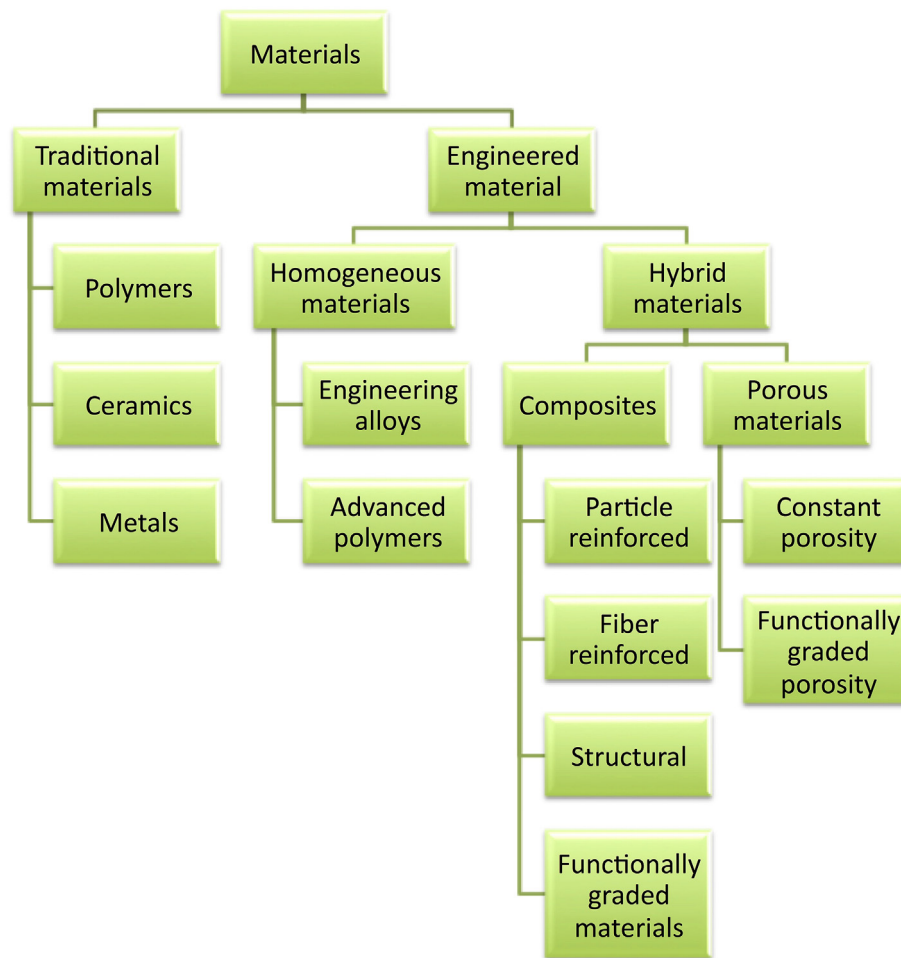 Materials
Traditional
materials
Engineered
material
Polymers
Homogeneous
materials
Hybrid
materials
Ceramics
Engineering
alloys
Composites
Porous
materials
Metals
Advanced
polymers
Particle
reinforced
Constant
porosity
Fiber
reinforced
Functionally
graded
porosity
Structural
Functionally
graded
materials